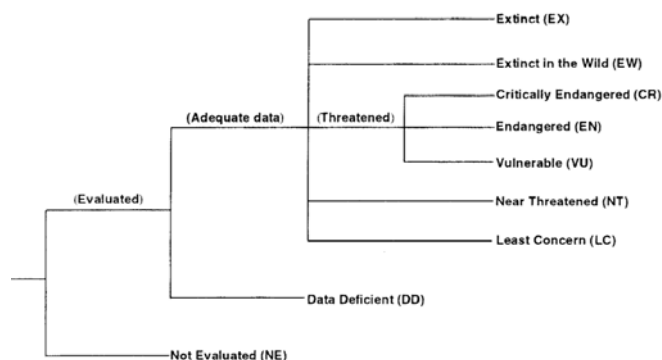 Extinct (EX)
Extinct in the Wild (EW)
Critically Endangered (CR)
(Adequate data)
(Threatened)
Endangered (EN)
Vulnerable (VU)
(Evaluated)
Near Threatened (NT)
Least Concern (LC)
Data Deficient (DD)
Not Evaluated (NE)